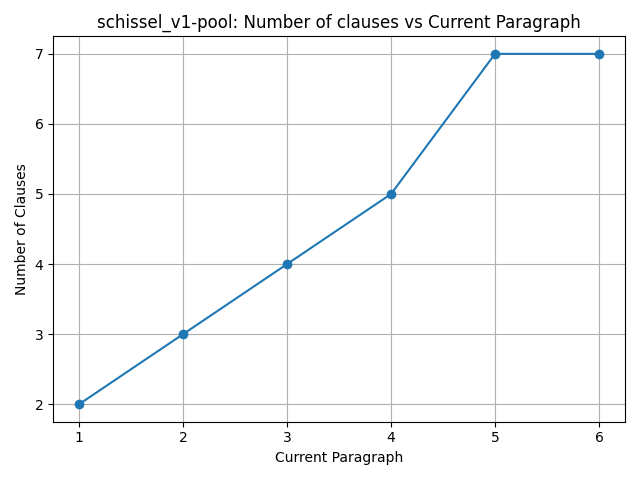 schissel_v1-pool: Number of clauses vs Current Paragraph
7
6
5
4
3
2
Number of Clauses
1 2 3 4 5 6
Current Paragraph